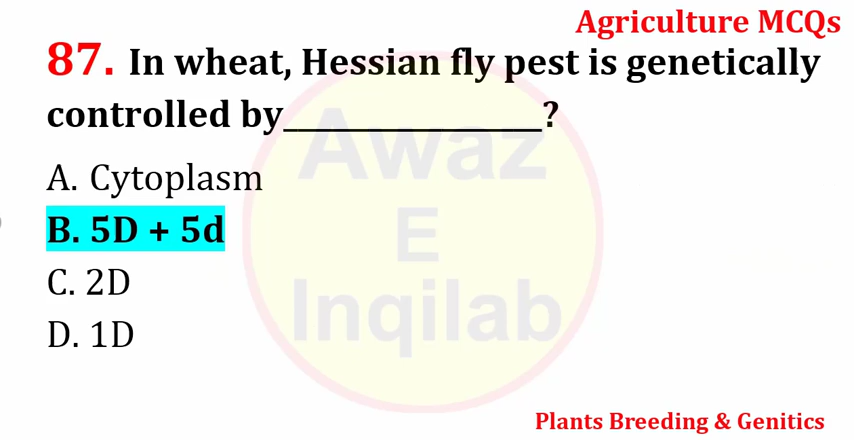 Agriculture MCQs
87. In wheat, Hessian fly pest is genetically
controlled by_________________?
A. Cytoplasm
B. 5D + 5d
C. 2D
D. 1D
Awaz
E
Inqilab
Plants Breeding & Genitics